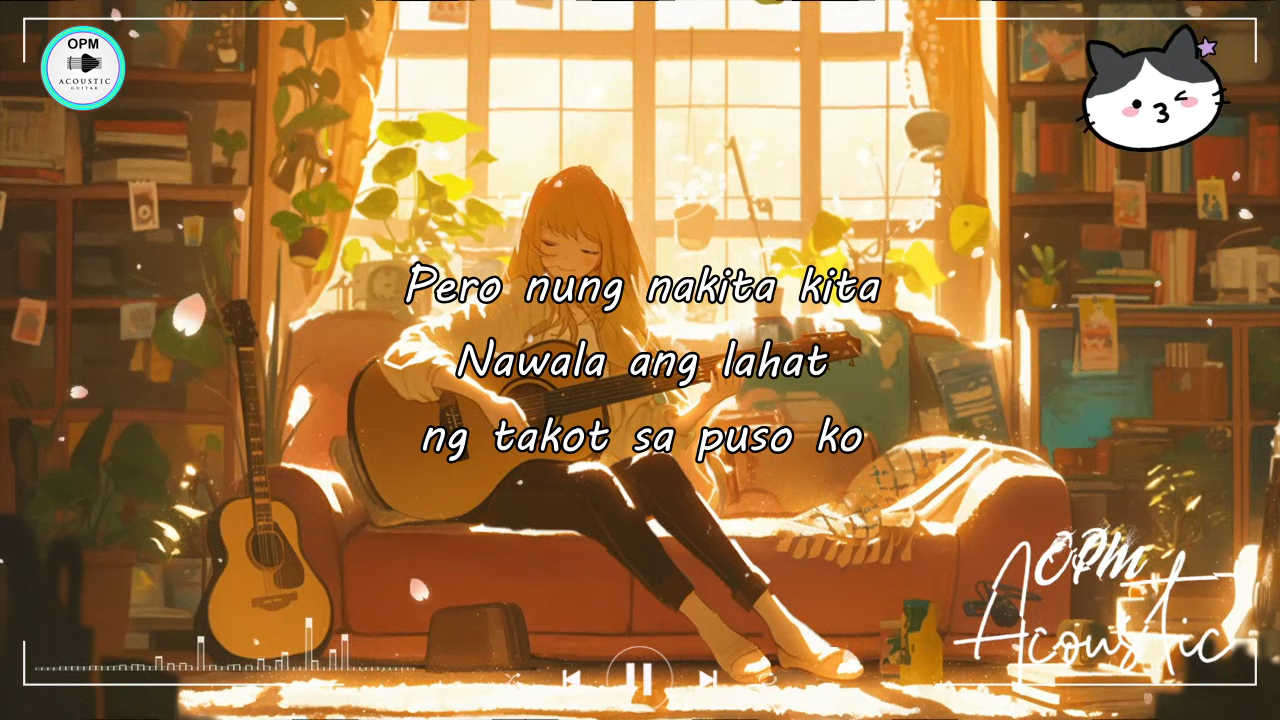 OPM
ACOUSTIC
GUITAR
Pero nung nakita kita
Nawala ang lahat
ng takot sa puso ko
OPM
Acoustic